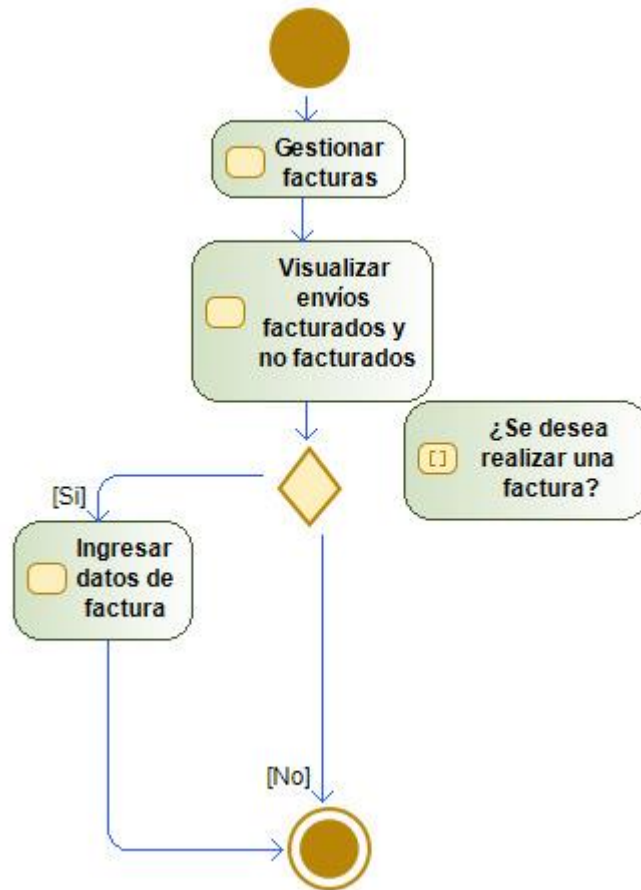 Gestionar
facturas
Visualizar
envíos
facturados y
no facturados
¿Se desea
realizar una
factura?
[Si]
Ingresar
datos de
factura
[No]